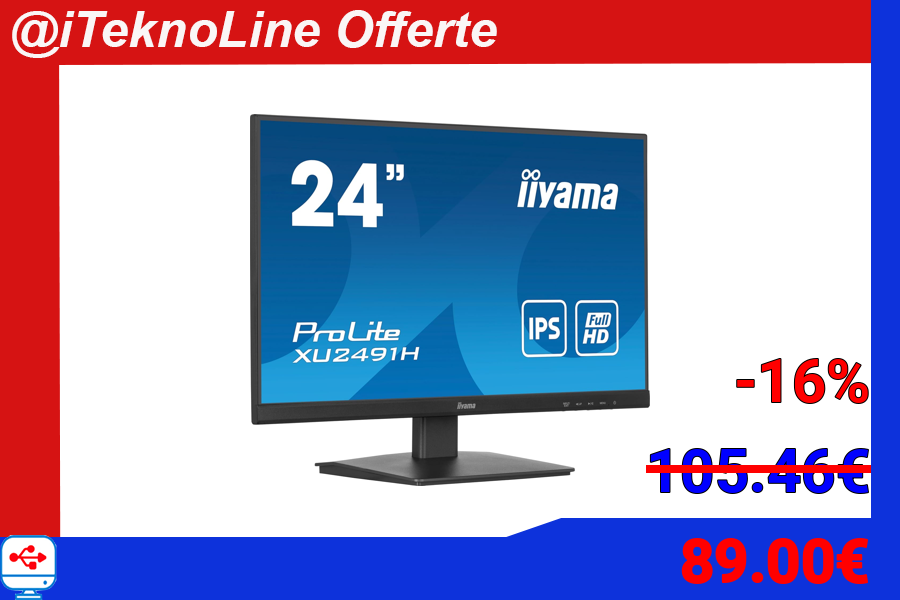 @iTeknoLine Offerte
24”
iiyama
IPS
Full
HD
ProLite
XU2491H
iiyama
-16%
105.46€
89.00€